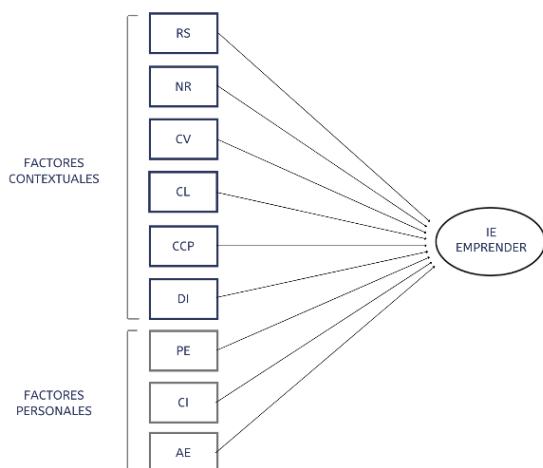 RS
NR
CV
FACTORES
CONTEXTUALES
CL
IE
EMPRENDER
CCP
DI
PE
FACTORES
PERSONALES
CI
AE